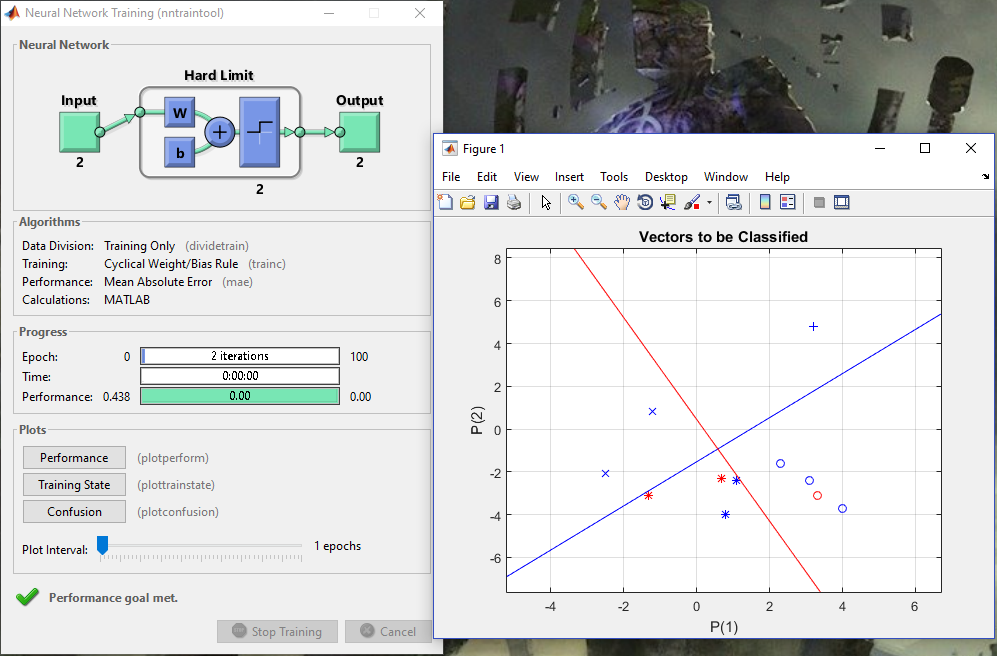 Neural Network Training (nntraintool)
Neural Network
Hard Limit
Input
Output
W
b
2
2
2
Algorithms
Data Division: Training Only (dividetrain)
Training: Cyclical Weight/Bias Rule (trainc)
Performance: Mean Absolute Error (mae)
Calculations: MATLAB
Progress
Epoch: 0 2 iterations 100
Time: 0:00:00
Performance: 0.438 0.00 0.00
Plots
Performance (plotperform)
Training State (plottrainstate)
Confusion (plotconfusion)
Plot Interval: 1 epochs
Performance goal met.
Stop Training Cancel
Figure 1
File Edit View Insert Tools Desktop Window Help
Vectors to be Classified
8
6
4
2
0
-2
-4
-6
P(2)
-4 -2 0 2 4 6
P(1)